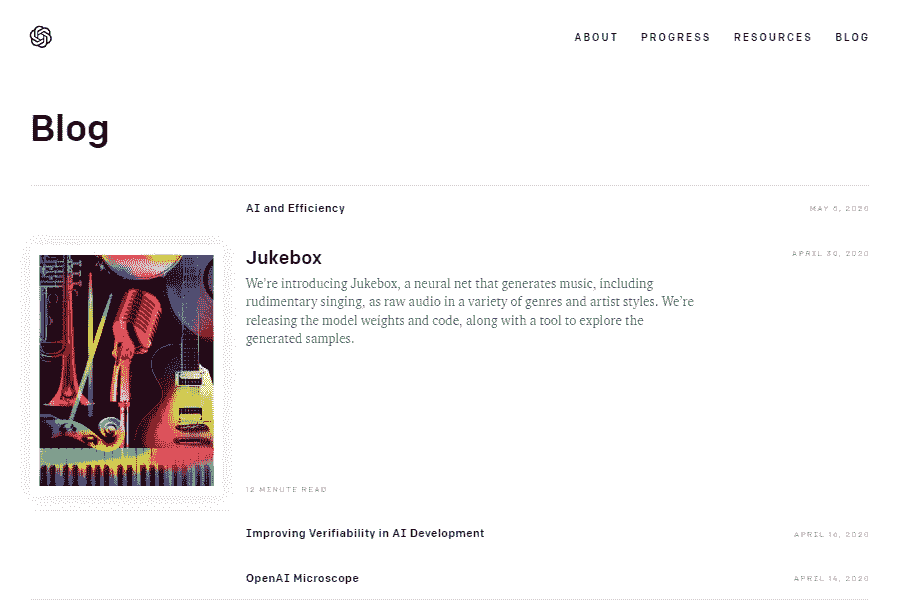 ABOUT PROGRESS RESOURCES BLOG
Blog
AI and Efficiency
MAY 5, 2020
Jukebox
APRIL 30, 2020
We're introducing Jukebox, a neural net that generates music, including
rudimentary singing, as raw audio in a variety of genres and artist styles. We're
releasing the model weights and code, along with a tool to explore the
generated samples.
12 MINUTE READ
Improving Verifiability in AI Development
APRIL 16, 2020
OpenAI Microscope
APRIL 14, 2020